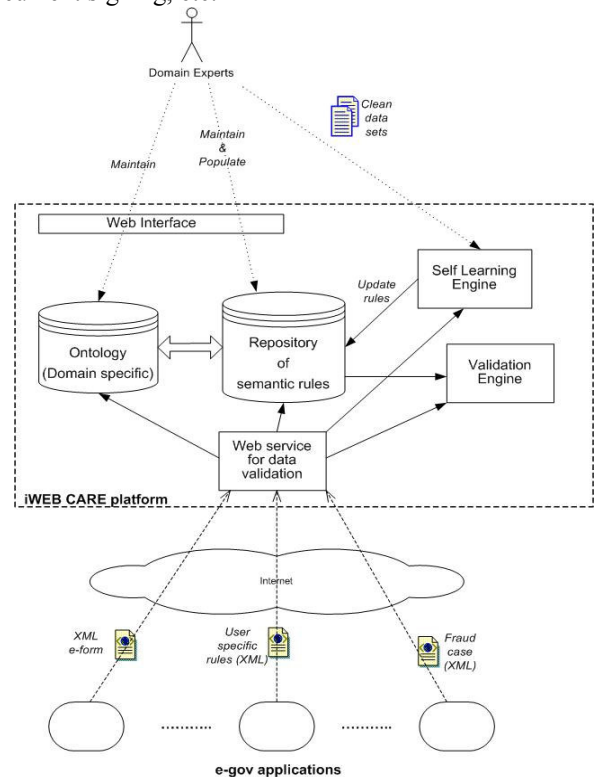 Domain Experts
Clean
data
sets
Maintain
&
Populate
Maintain
Web Interface
Self Learning
Engine
Update
rules
Ontology
(Domain specific)
Repository
of
semantic rules
Validation
Engine
Web service
for data
validation
iWEB CARE platform
Internet
XML
e-form
User
specific
rules (XML)
Fraud
case
(XML)
e-gov applications